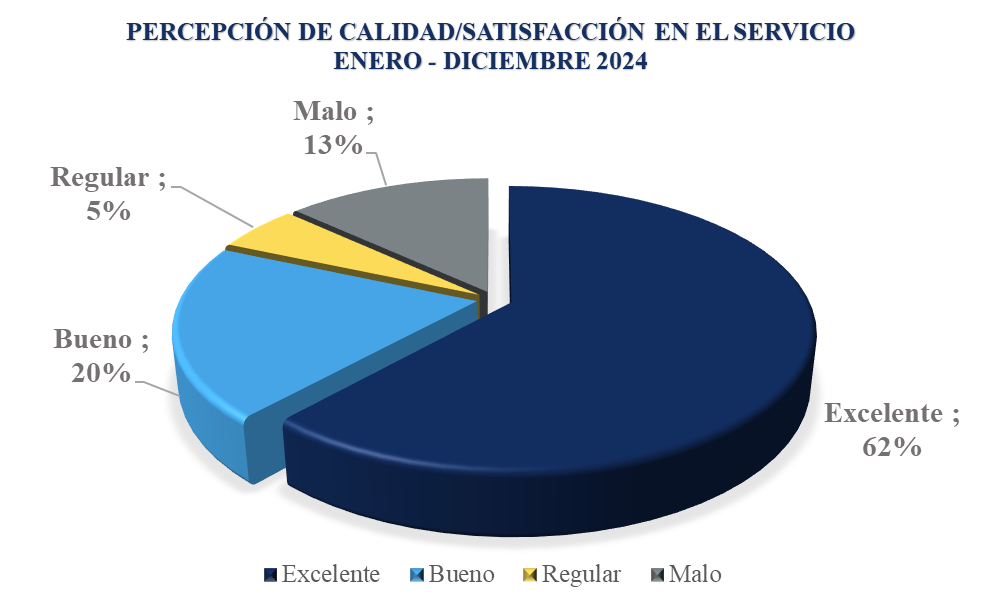 PERCEPCIÓN DE CALIDAD/SATISFACCIÓN EN EL SERVICIO
ENERO - DICIEMBRE 2024
Malo ;
13%
Regular ;
5%
Bueno ;
20%
Excelente ;
62%
Excelente Bueno Regular Malo